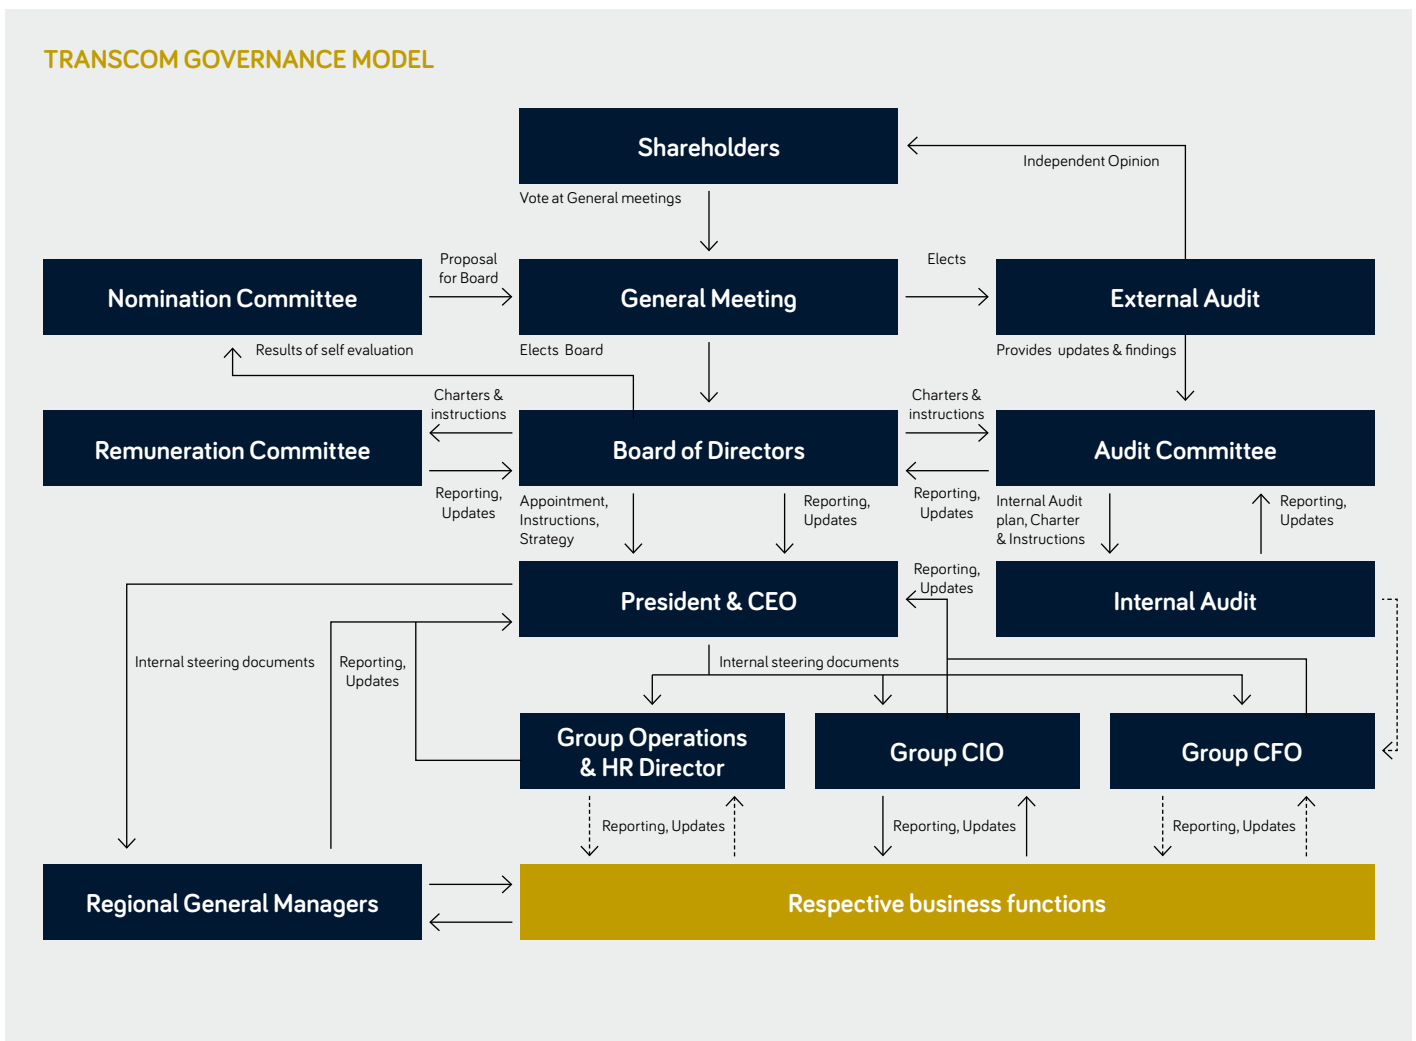 TRANSCOM GOVERNANCE MODEL
Shareholders
Independent Opinion
Vote at General meetings
Proposal
for Board
Elects
Nomination Committee
General Meeting
External Audit
Results of self evaluation
Elects Board
Provides updates & findings
Charters &
instructions
Charters &
instructions
Remuneration Committee
Board of Directors
Audit Committee
Reporting,
Updates
Appointment,
Instructions,
Strategy
Reporting,
Updates
Reporting,
Updates
Internal Audit
plan, Charter
& Instructions
Reporting,
Updates
President & CEO
Reporting,
Updates
Internal Audit
Internal steering documents
Reporting,
Updates
Internal steering documents
Group Operations
& HR Director
Group CIO
Group CFO
Reporting, Updates
Reporting, Updates
Reporting, Updates
Regional General Managers
Respective business functions